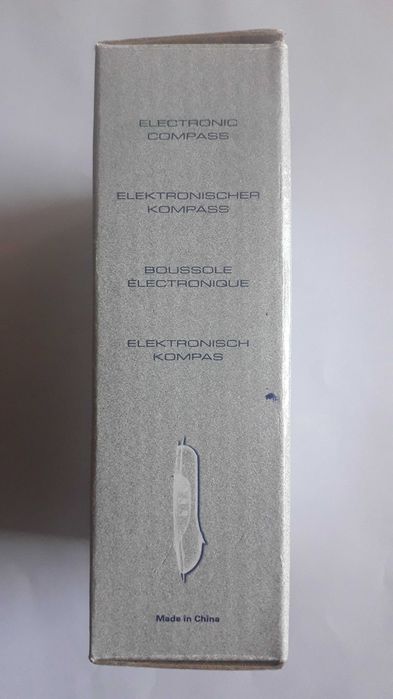 ELECTRONIC
COMPASS
ELEKTRONISCHER
KOMPASS
BOUSSOLE
ÉLECTRONIQUE
ELEKTRONISCH
KOMPAS
Made in China